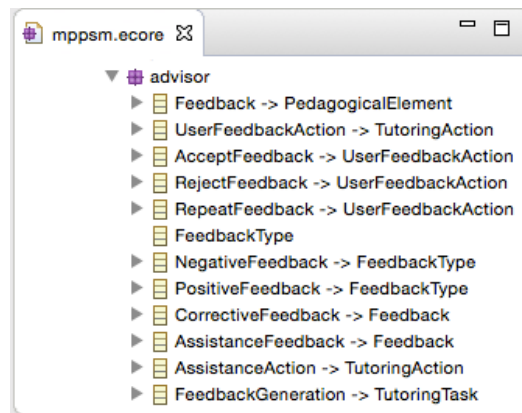 mppsm.ecore
advisor
Feedback -> PedagogicalElement
UserFeedbackAction -> TutoringAction
AcceptFeedback -> UserFeedbackAction
RejectFeedback -> UserFeedbackAction
RepeatFeedback -> UserFeedbackAction
FeedbackType
NegativeFeedback -> FeedbackType
PositiveFeedback -> FeedbackType
CorrectiveFeedback -> Feedback
AssistanceFeedback -> Feedback
AssistanceAction -> TutoringAction
FeedbackGeneration -> TutoringTask